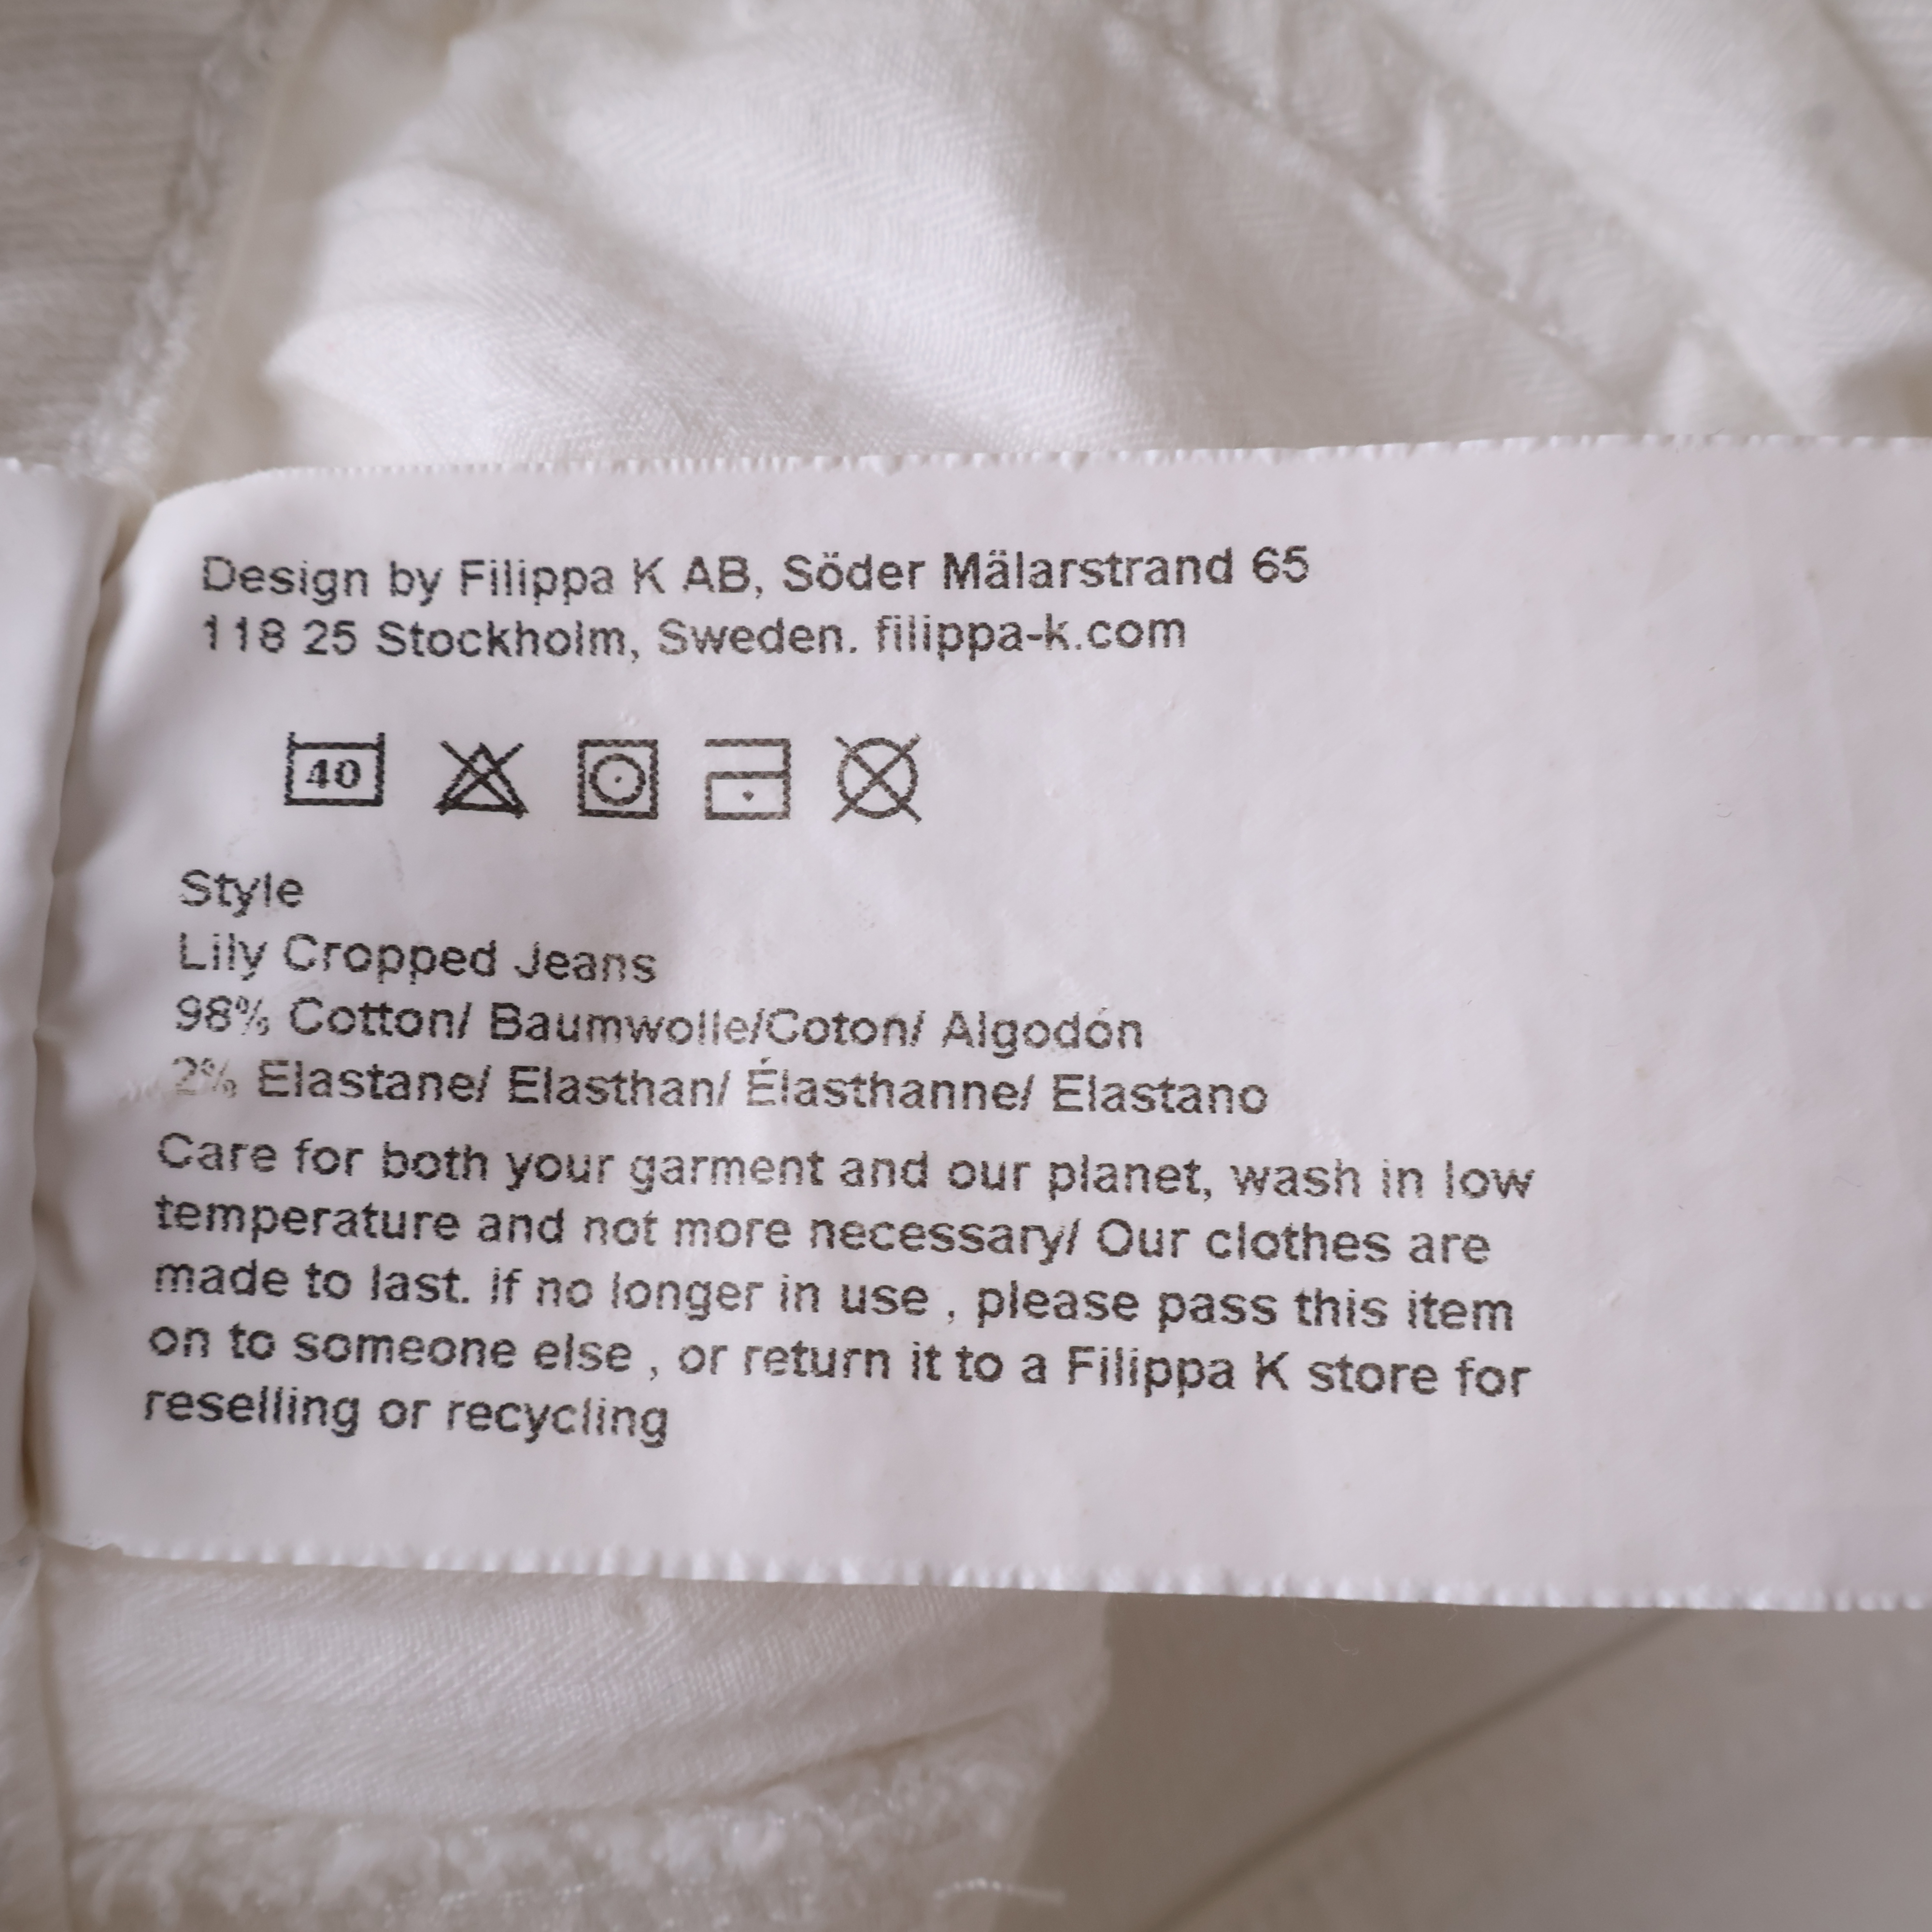 Design by Filippa K AB, Söder Mälarstrand 65
118 25 Stockholm, Sweden. filippa-k.com
40
Style
Lily Cropped Jeans
98% Cotton/ Baumwolle/Coton/ Algodón
2% Elastane/ Elasthan/ Élasthanne/ Elastano
Care for both your garment and our planet, wash in low
temperature and not more necessary/ Our clothes are
made to last. If no longer in use , please pass this item
on to someone else , or return it to a Filippa K store for
reselling or recycling